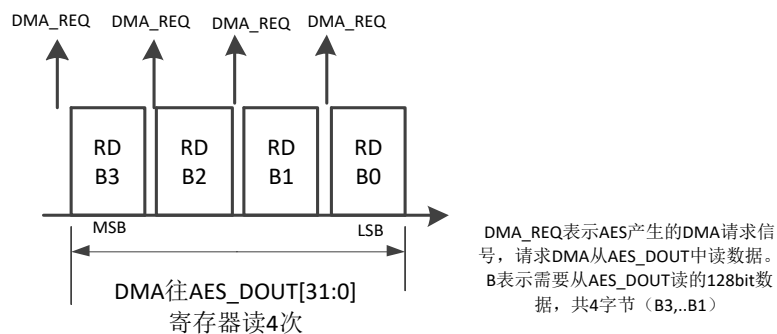 DMA_REQ DMA_REQ DMA_REQ DMA_REQ
RD RD RD RD
B3 B2 B1 B0
MSB LSB
DMA往AES_DOUT[31:0]
寄存器读4次
DMA_REQ表示AES产生的DMA请求信
号，请求DMA从AES_DOUT中读数据。
B表示需要从AES_DOUT读的128bit数
据，共4字节（B3,..B1）